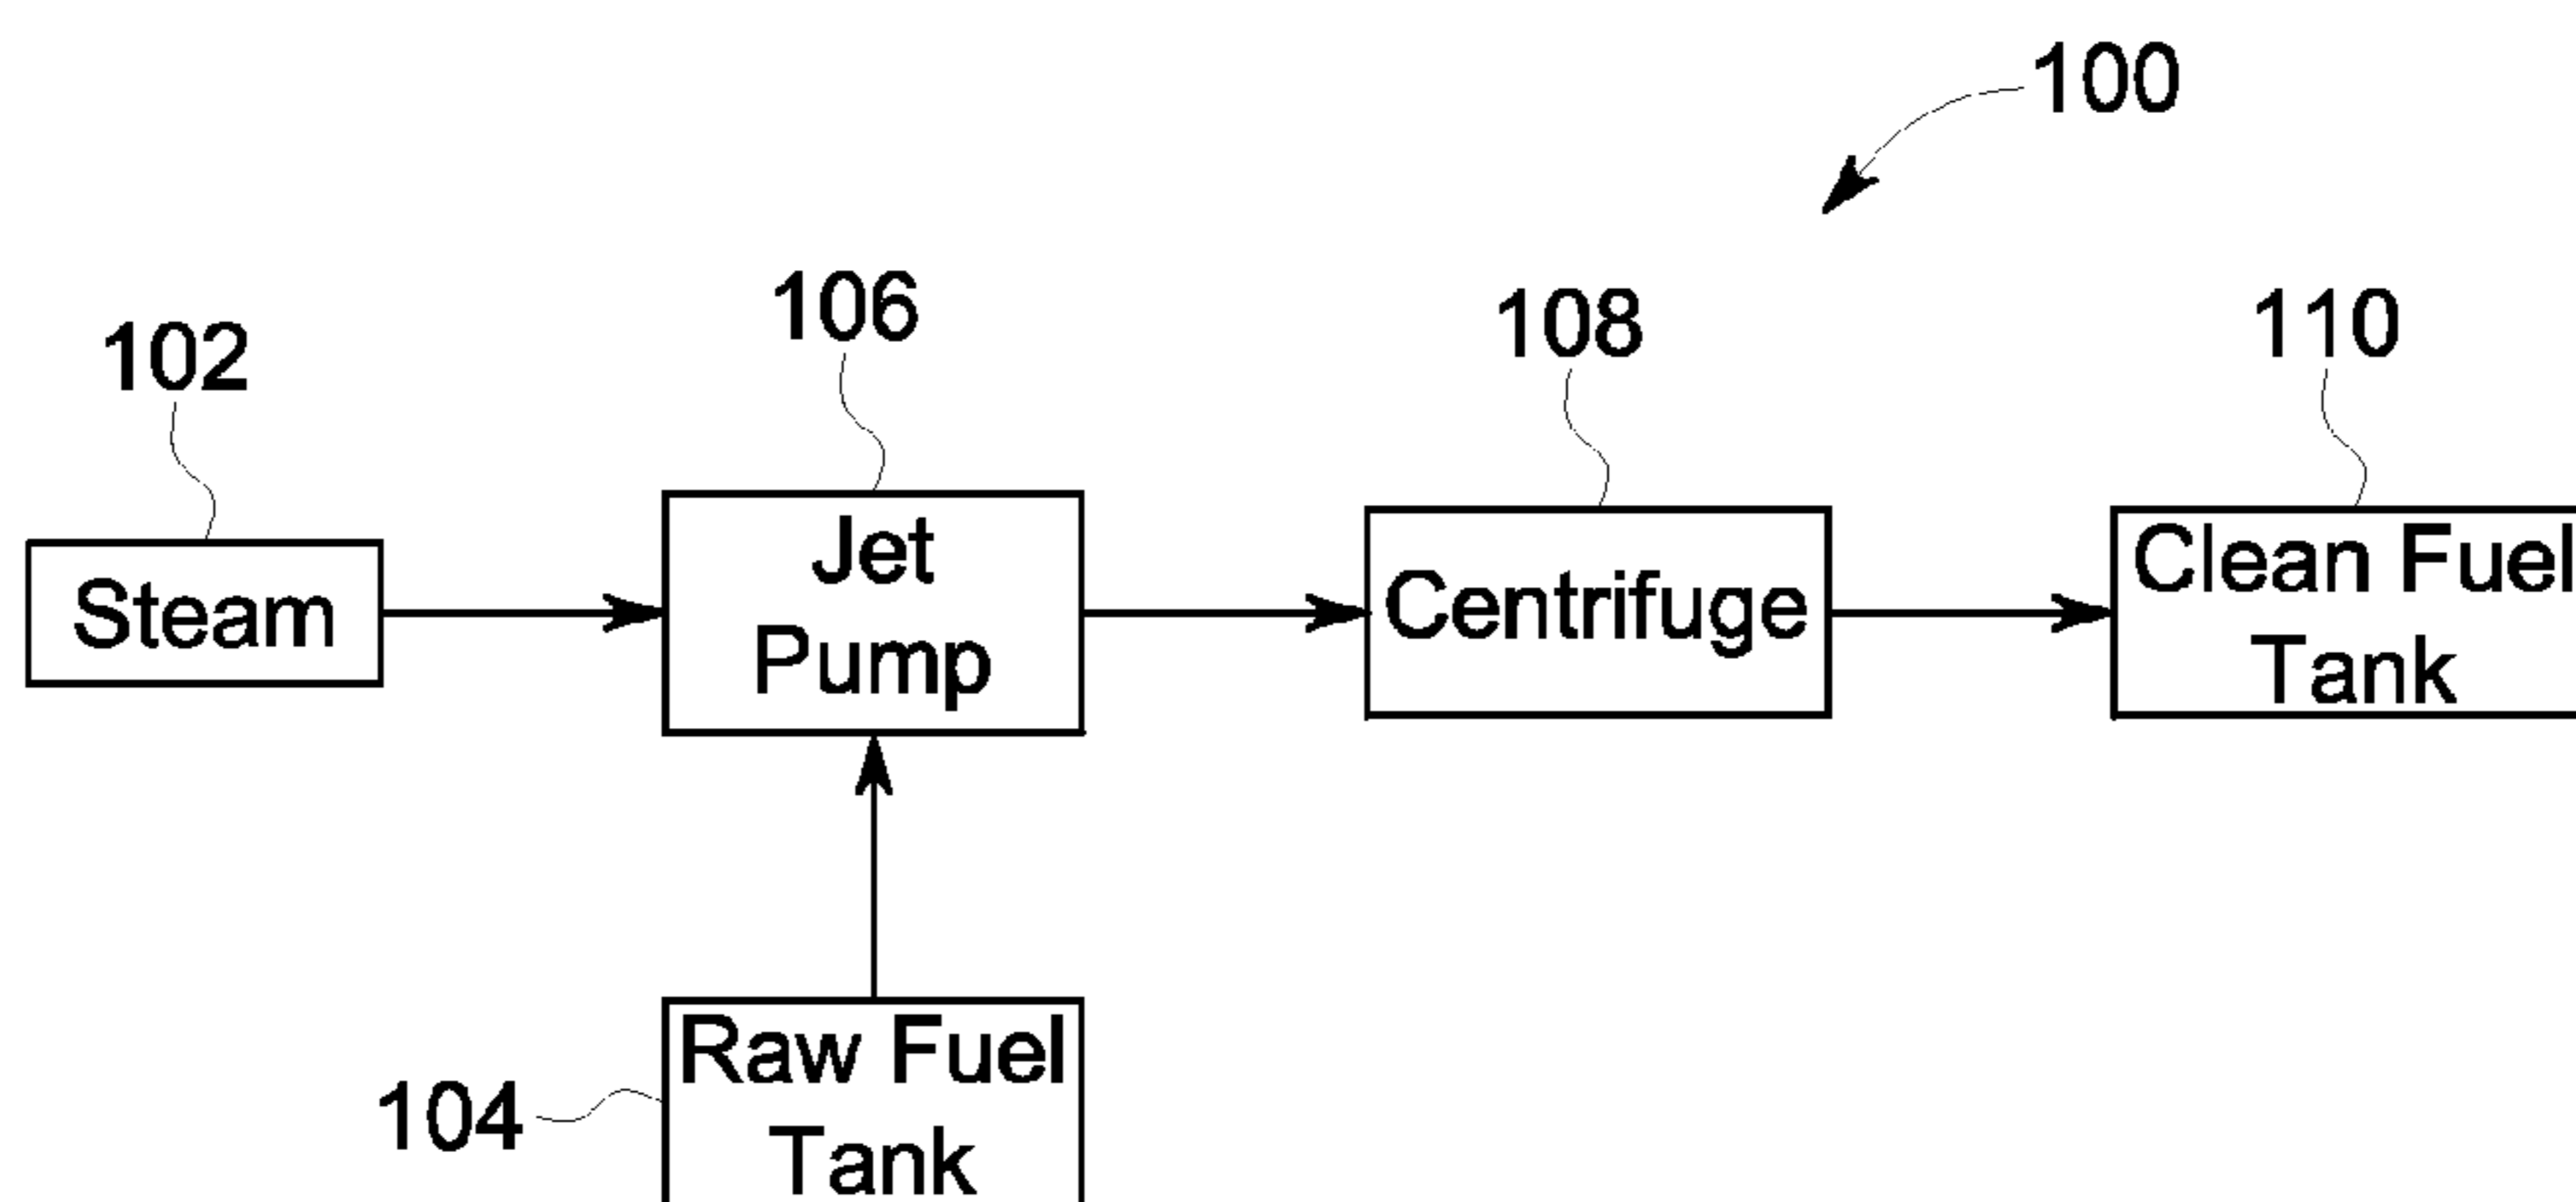 100
106
108
110
102
Jet
Pump
Steam
Centrifuge
Clean Fuel
Tank
Raw Fuel
Tank
104